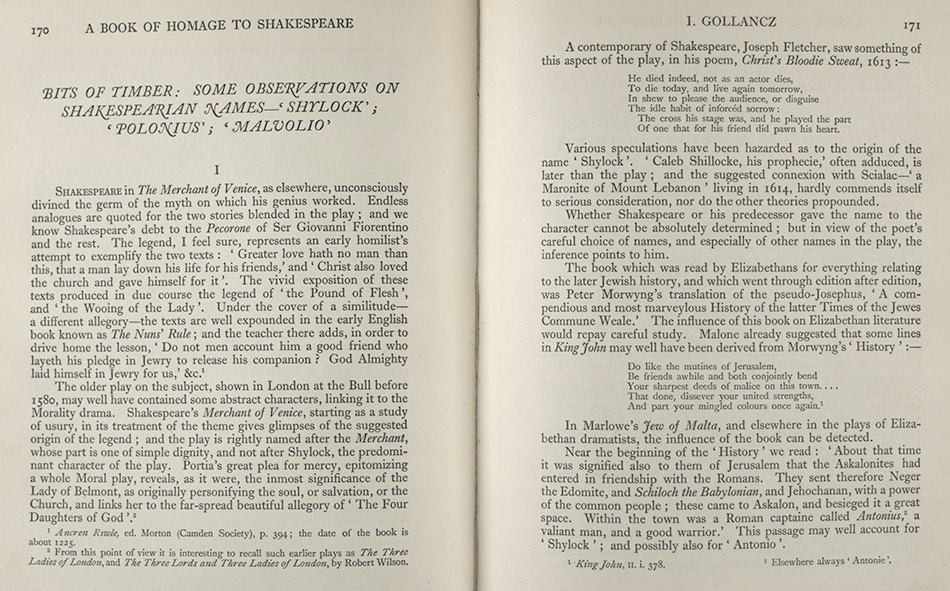 170 A BOOK OF HOMAGE TO SHAKESPEARE
BITS OF TIMBER: SOME OBSERVATIONS ON
SHAKESPEARIAN NAMES—‘SHYLOCK’;
‘POLONIUS’; ‘MALVOLIO’
I
SHAKESPEARE in The Merchant of Venice, as elsewhere, unconsciously
divined the germ of the myth on which his genius worked. Endless
analogues are quoted for the two stories blended in the play; and we
know Shakespeare's debt to the Pecorone of Ser Giovanni Fiorentino
and the rest. The legend, I feel sure, represents an early homilist's
attempt to exemplify the two texts: ‘Greater love hath no man than
this, that a man lay down his life for his friends,’ and ‘Christ also loved
the church and gave himself for it’. The vivid exposition of these
texts produced in due course the legend of ‘the Pound of Flesh’,
and ‘the Wooing of the Lady’. Under the cover of a similitude—
a different allegory—the texts are well expounded in the early English
book known as The Nuns' Rule; and the teacher there adds, in order to
drive home the lesson, ‘Do not men account him a good friend who
layeth his pledge in Jewry to release his companion? God Almighty
laid himself in Jewry for us,’ &c.¹
The older play on the subject, shown in London at the Bull before
1580, may well have contained some abstract characters, linking it to the
Morality drama. Shakespeare's Merchant of Venice, starting as a study
of usury, in its treatment of the theme gives glimpses of the suggested
origin of the legend; and the play is rightly named after the Merchant,
whose part is one of simple dignity, and not after Shylock, the predomi-
nant character of the play. Portia's great plea for mercy, epitomizing
a whole Moral play, reveals, as it were, the inmost significance of the
Lady of Belmont, as originally personifying the soul, or salvation, or the
Church, and links her to the far-spread beautiful allegory of ‘The Four
Daughters of God’.²
¹ Ancren Riwle, ed. Morton (Camden Society), p. 394; the date of the book is
about 1225.
² From this point of view it is interesting to recall such earlier plays as The Three
Ladies of London, and The Three Lords and Three Ladies of London, by Robert Wilson.
I. GOLLANCZ 171
A contemporary of Shakespeare, Joseph Fletcher, saw something of
this aspect of the play, in his poem, Christ's Bloodie Sweat, 1613:—
He died indeed, not as an actor dies,
To die today, and live again tomorrow,
In shew to please the audience, or disguise
The idle habit of inforcéd sorrow:
The cross his stage was, and he played the part
Of one that for his friend did pawn his heart.
Various speculations have been hazarded as to the origin of the
name ‘Shylock’. ‘Caleb Shillocke, his prophecie,’ often adduced, is
later than the play; and the suggested connexion with Scialac—‘a
Maronite of Mount Lebanon’ living in 1614, hardly commends itself
to serious consideration, nor do the other theories propounded.
Whether Shakespeare or his predecessor gave the name to the
character cannot be absolutely determined; but in view of the poet's
careful choice of names, and especially of other names in the play, the
inference points to him.
The book which was read by Elizabethans for everything relating
to the later Jewish history, and which went through edition after edition,
was Peter Morwyng's translation of the pseudo-Josephus, ‘A com-
pendious and most marveylous History of the latter Times of the Jewes
Commune Weale.’ The influence of this book on Elizabethan literature
would repay careful study. Malone already suggested that some lines
in King John may well have been derived from Morwyng's ‘History’:—
Do like the mutines of Jerusalem,
Be friends awhile and both conjointly bend
Your sharpest deeds of malice on this town. . . .
That done, dissever your united strengths,
And part your mingled colours once again.¹
In Marlowe's Jew of Malta, and elsewhere in the plays of Eliza-
bethan dramatists, the influence of the book can be detected.
Near the beginning of the ‘History’ we read: ‘About that time
it was signified also to them of Jerusalem that the Askalonites had
entered in friendship with the Romans. They sent therefore Neger
the Edomite, and Schiloch the Babylonian, and Jehochanan, with a power
of the common people; these came to Askalon, and besieged it a great
space. Within the town was a Roman captaine called Antonius,² a
valiant man, and a good warrior.’ This passage may well account for
‘Shylock’; and possibly also for ‘Antonio’.
¹ King John, II. i. 378. ² Elsewhere always ‘Antonie’.